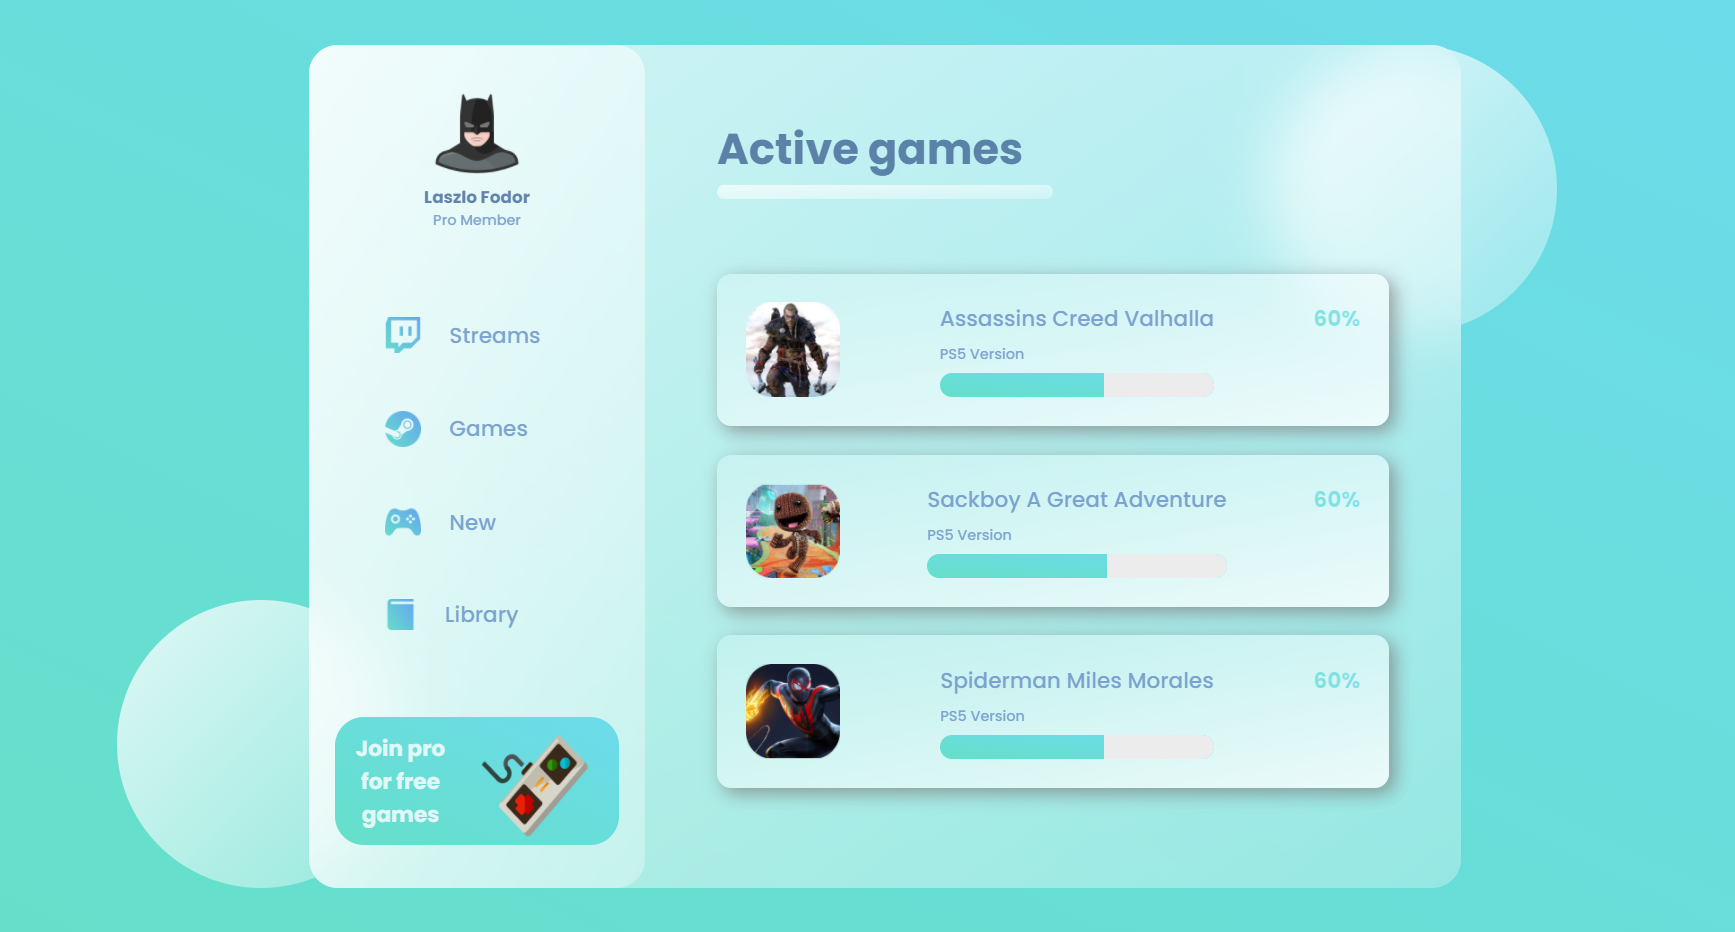 Laszlo Fodor
Pro Member
Streams
Games
New
Library
Join pro
for free
games
Active games
Assassins Creed Valhalla
60%
PS5 Version
Sackboy A Great Adventure
60%
PS5 Version
Spiderman Miles Morales
60%
PS5 Version